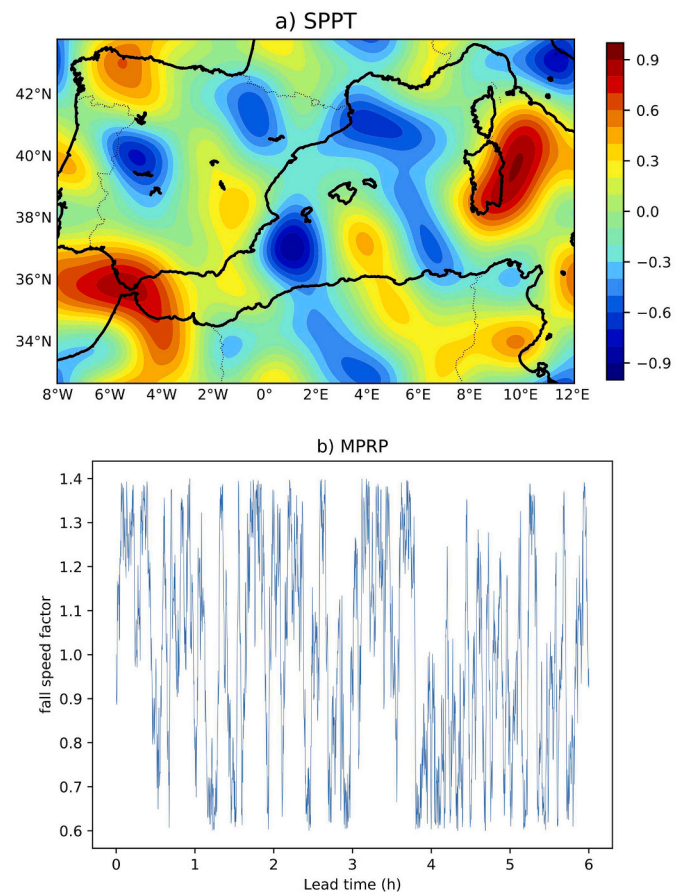 a) SPPT
42°N
40°N
38°N
36°N
34°N
8°W 6°W 4°W 2°W 0° 2°E 4°E 6°E 8°E 10°E 12°E
0.9
0.6
0.3
0.0
−0.3
−0.6
−0.9
b) MPRP
fall speed factor
1.4
1.3
1.2
1.1
1.0
0.9
0.8
0.7
0.6
0 1 2 3 4 5 6
Lead time (h)